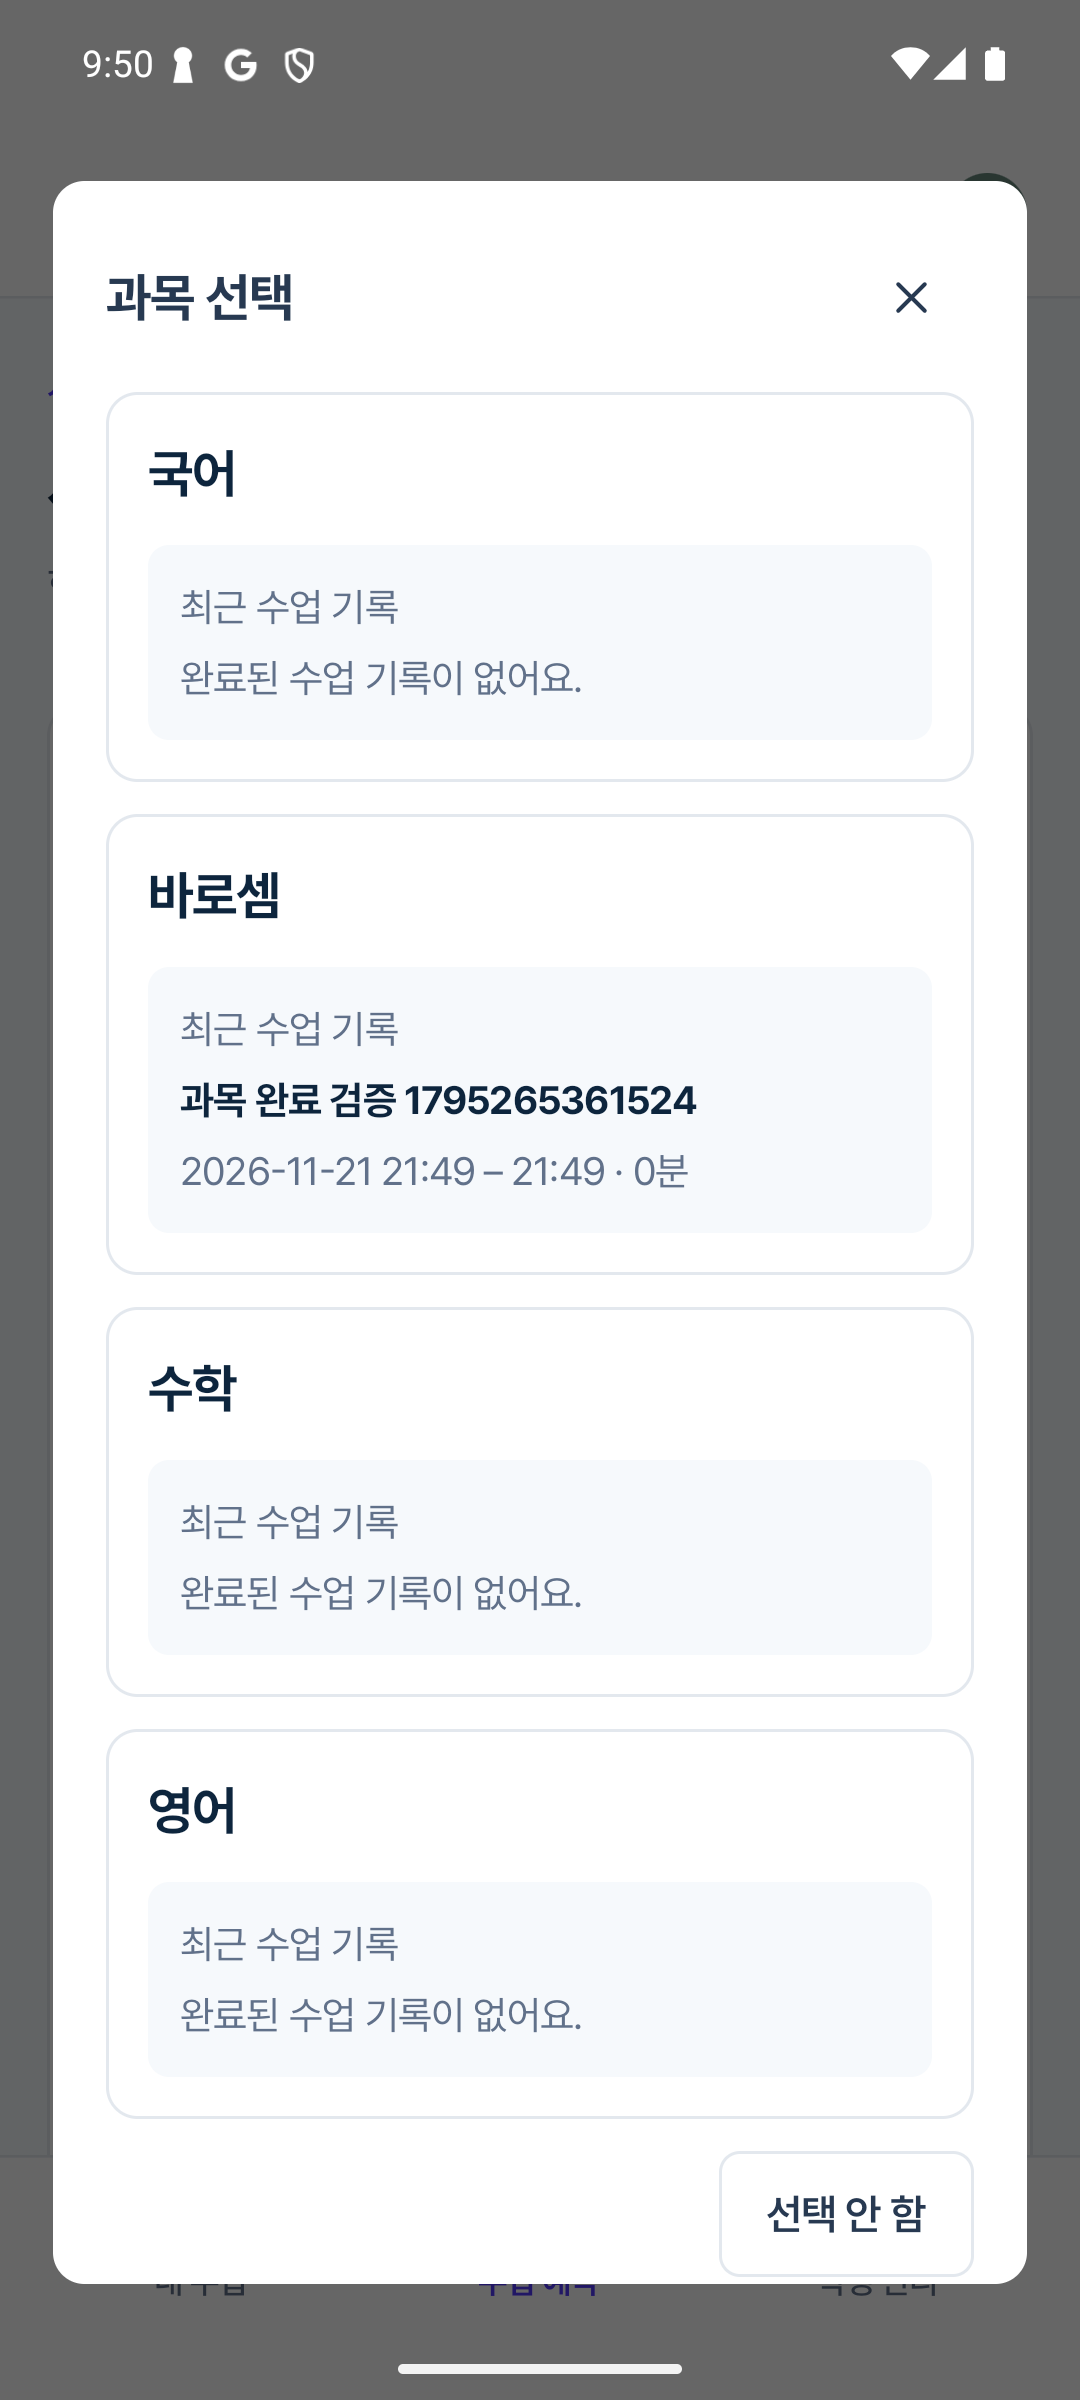 9:50
과목 선택
국어
최근 수업 기록
완료된 수업 기록이 없어요.
바로셈
최근 수업 기록
과목 완료 검증 1795265361524
2026-11-21 21:49 – 21:49 · 0분
수학
최근 수업 기록
완료된 수업 기록이 없어요.
영어
최근 수업 기록
완료된 수업 기록이 없어요.
선택 안 함